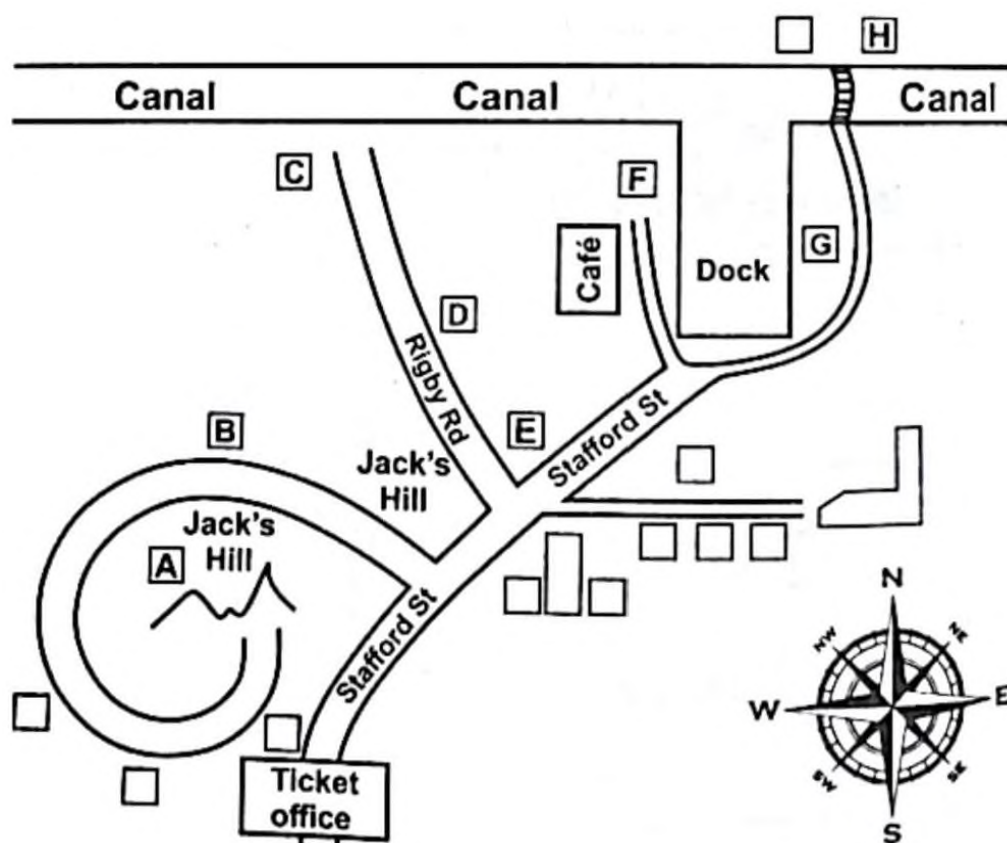 H
Canal
Canal
Canal
C
F
G
Café
Dock
D
Rigby Rd
B
E
Stafford St
Jack's
Hill
Jack's
Hill
A
Stafford St
Ticket
office
N
NE
E
SE
S
SW
W
NW